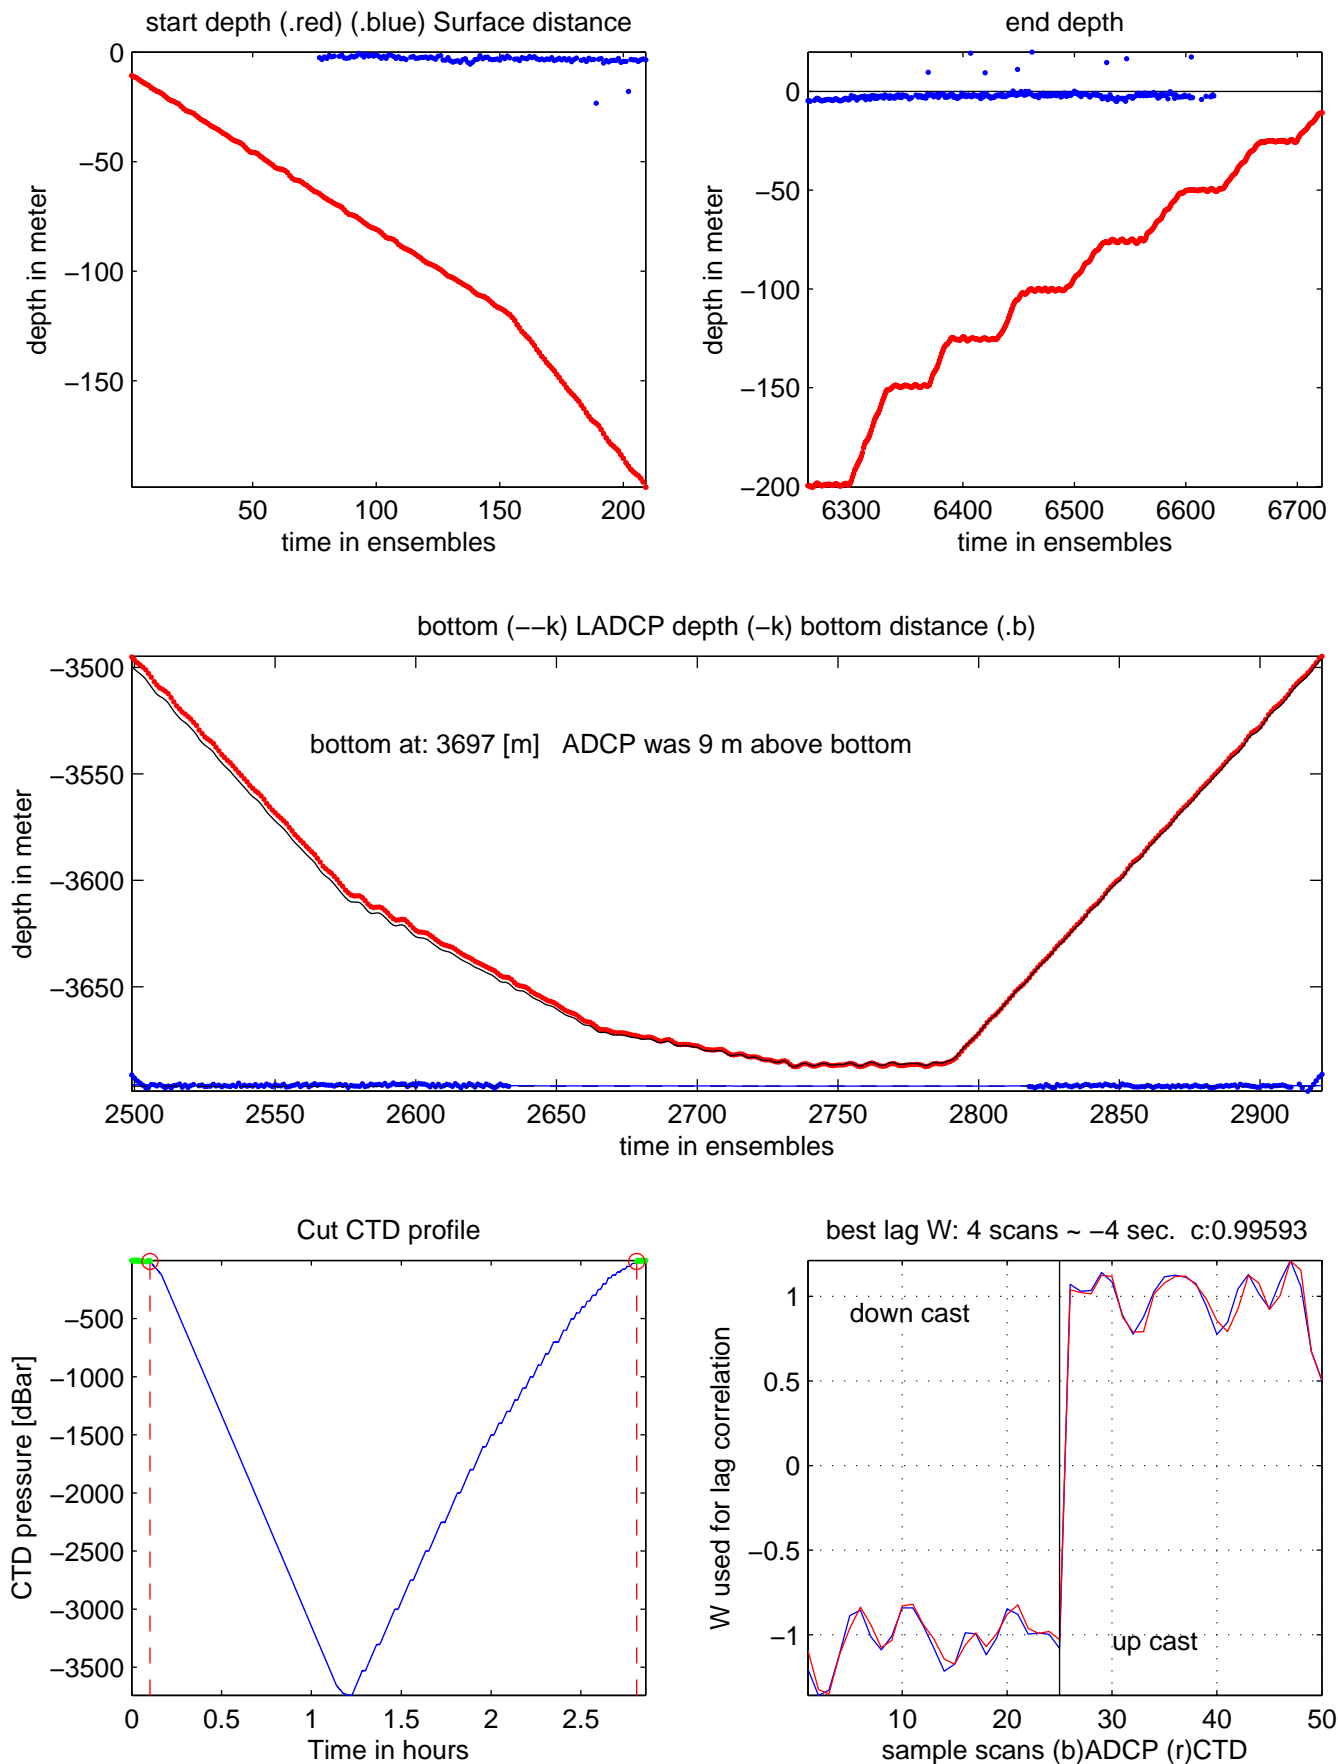 start depth (.red) (.blue) Surface distance
0
−50
−100
−150
depth in meter
50 100 150 200
time in ensembles
end depth
0
−50
−100
−150
−200
depth in meter
6300 6400 6500 6600 6700
time in ensembles
bottom (−−k) LADCP depth (−k) bottom distance (.b)
−3500
−3550
−3600
−3650
depth in meter
bottom at: 3697 [m] ADCP was 9 m above bottom
2500 2550 2600 2650 2700 2750 2800 2850 2900
time in ensembles
Cut CTD profile
−500
−1000
−1500
−2000
−2500
−3000
−3500
CTD pressure [dBar]
0 0.5 1 1.5 2 2.5
Time in hours
best lag W: 4 scans ~ −4 sec. c:0.99593
1
0.5
0
−0.5
−1
W used for lag correlation
down cast
up cast
10 20 30 40 50
sample scans (b)ADCP (r)CTD